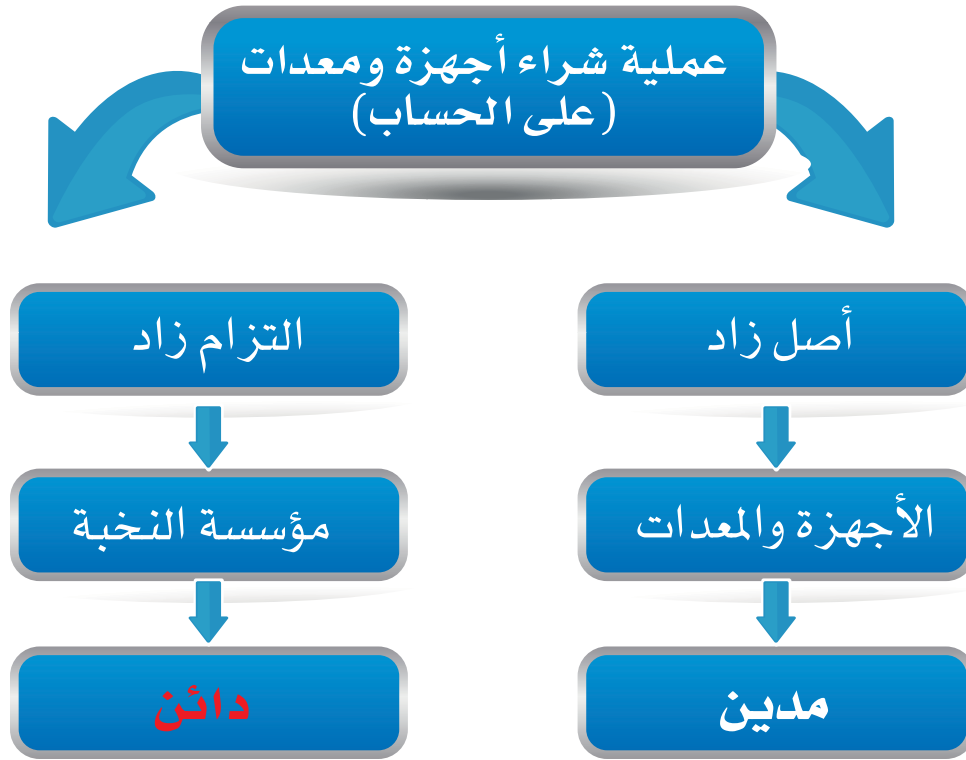 عملية شراء أجهزة ومعدات
(على الحساب)
أصل زاد
التزام زاد
الأجهزة والمعدات
مؤسسة النخبة
مدين
دائن